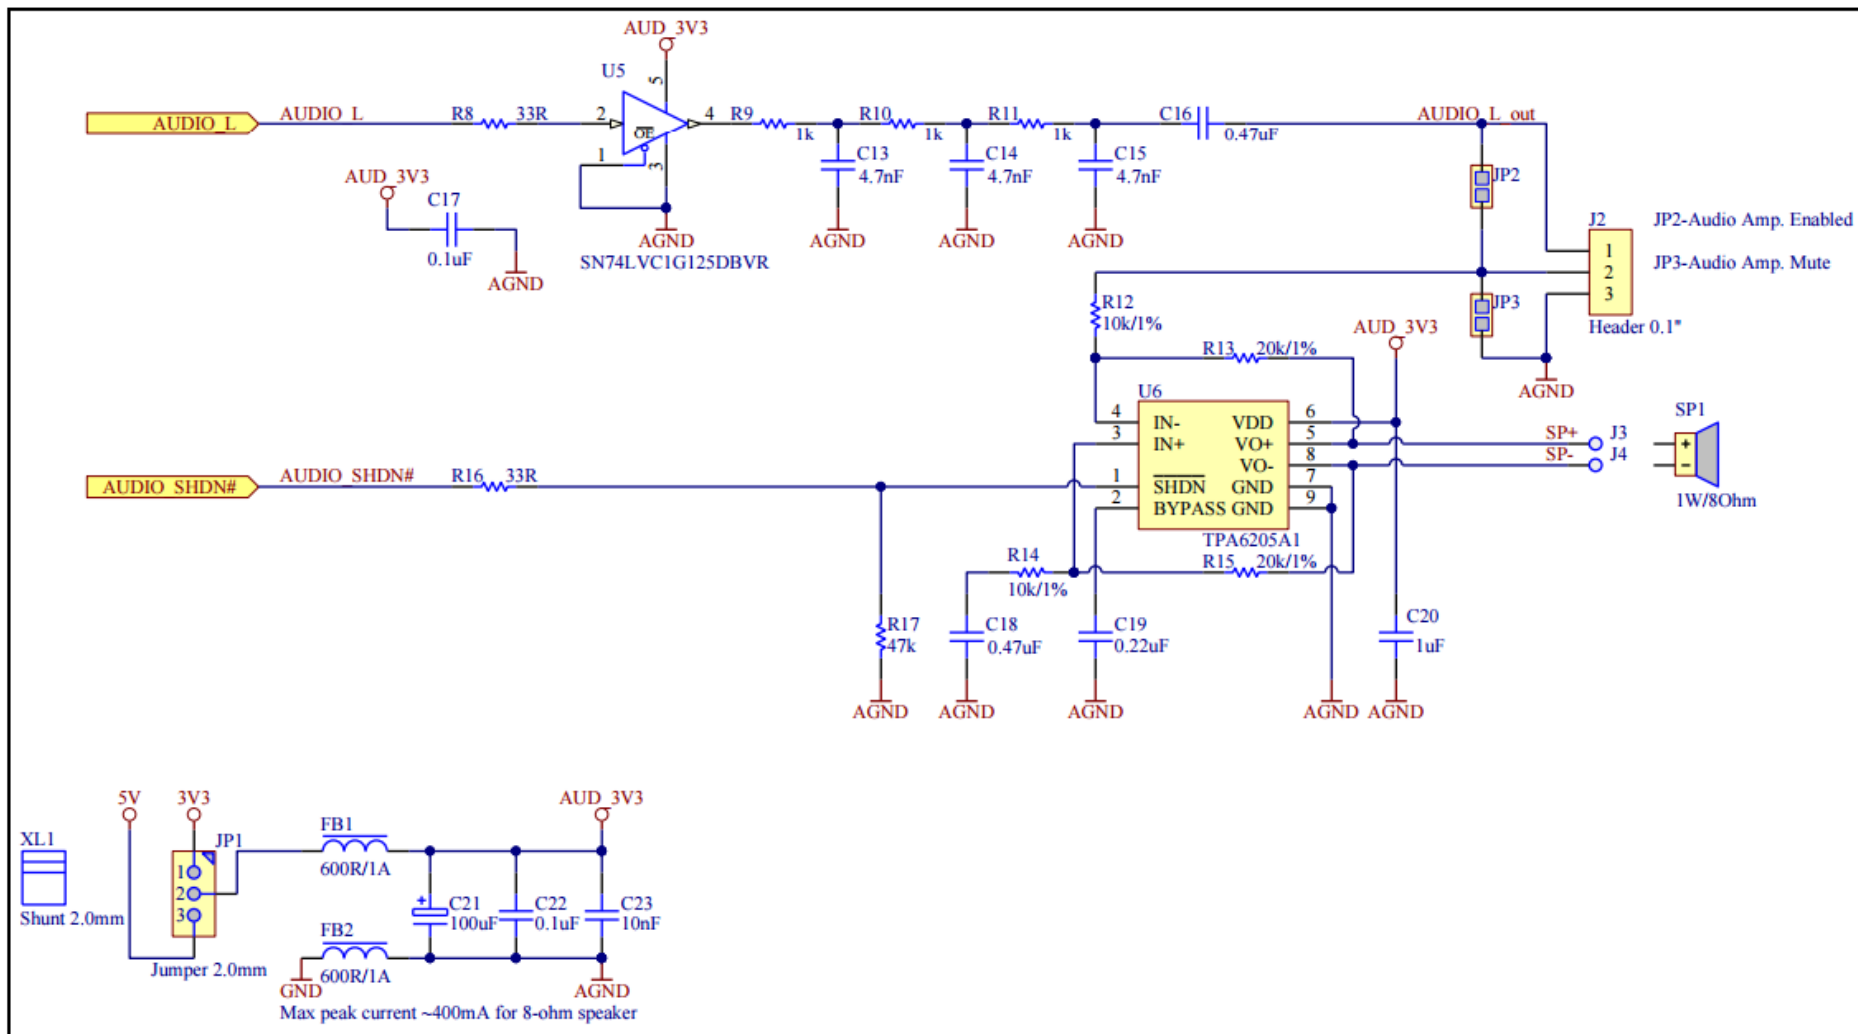 AUD_3V3
U5
5
AUDIO_L
AUDIO_L
R8 33R
2
OE
4
R9
1k
R10
1k
R11
1k
C16
0.47uF
AUDIO_L_out
1
3
C13
4.7nF
C14
4.7nF
C15
4.7nF
JP2
AUD_3V3
C17
0.1uF
AGND
AGND
SN74LVC1G125DBVR
AGND
AGND
AGND
J2
1
2
3
Header 0.1"
JP2-Audio Amp. Enabled
JP3-Audio Amp. Mute
JP3
R12
10k/1%
AUD_3V3
R13 20k/1%
AGND
U6
4 IN- VDD 6
3 IN+ VO+ 5
VO- 8
1 SHDN GND 7
2 BYPASS GND 9
TPA6205A1
SP+ J3
SP- J4
SP1
+
-
1W/8Ohm
AUDIO_SHDN#
AUDIO_SHDN#
R16 33R
R14
10k/1%
R15 20k/1%
R17
47k
C18
0.47uF
C19
0.22uF
C20
1uF
AGND
AGND
AGND
AGND
AGND
5V
3V3
AUD_3V3
XL1
Shunt 2.0mm
JP1
1
2
3
Jumper 2.0mm
FB1
600R/1A
+
C21
100uF
C22
0.1uF
C23
10nF
FB2
600R/1A
GND
AGND
Max peak current ~400mA for 8-ohm speaker